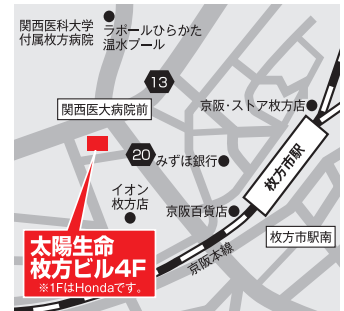 関西医科大学
付属枚方病院
ラポールひらかた
温水プール
13
関西医大病院前
京阪・ストア枚方店
20
みずほ銀行
枚方市駅
イオン
枚方店
京阪百貨店
枚方市駅南
京阪本線
太陽生命
枚方ビル4F
※1FはHondaです。